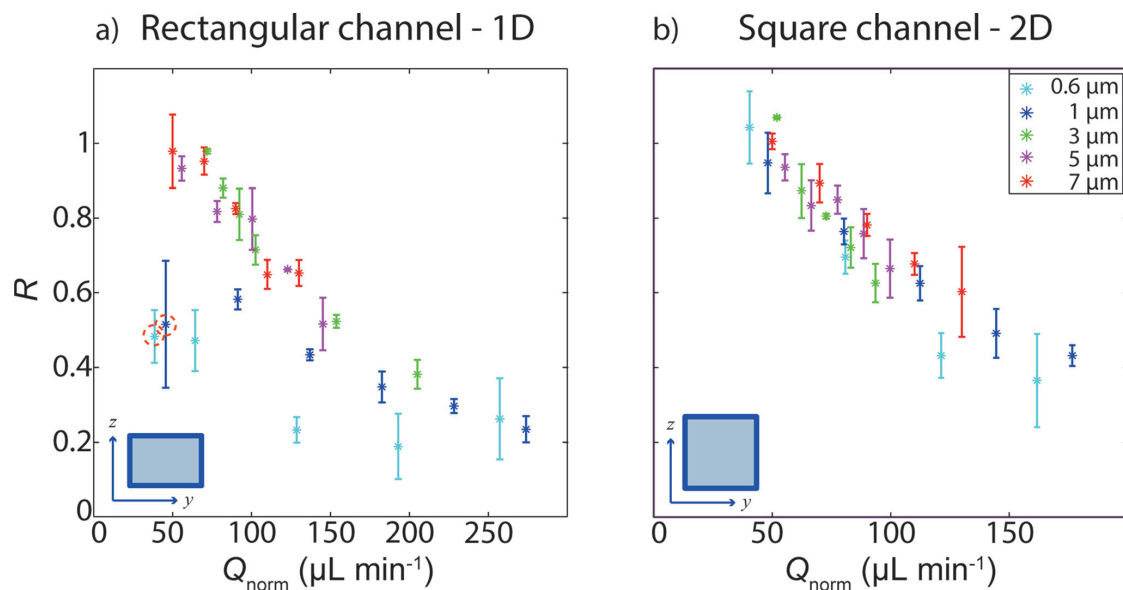 a) Rectangular channel - 1D
b) Square channel - 2D
R
1
0.8
0.6
0.4
0.2
0
z
y
0 50 100 150 200 250
Qnorm (µL min-1)
0.6 µm
1 µm
3 µm
5 µm
7 µm
z
y
0 50 100 150
Qnorm (µL min-1)